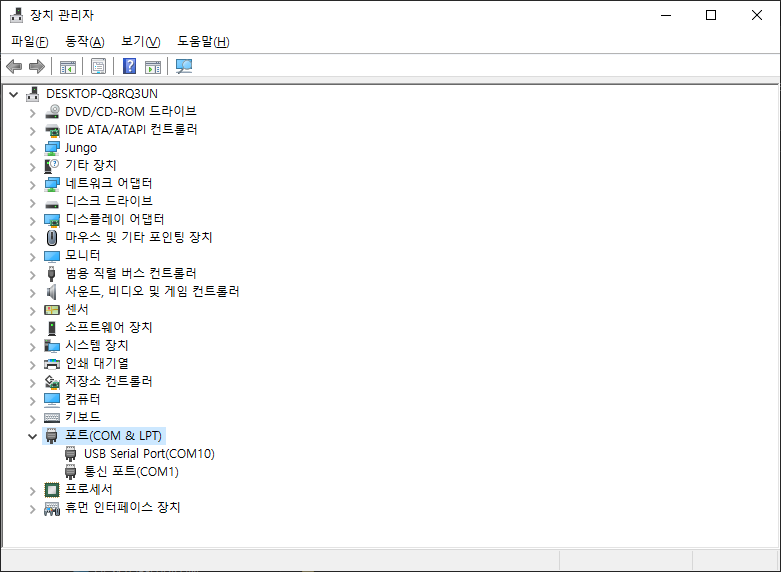 장치 관리자
파일(F) 동작(A) 보기(V) 도움말(H)
DESKTOP-Q8RQ3UN
DVD/CD-ROM 드라이브
IDE ATA/ATAPI 컨트롤러
Jungo
기타 장치
네트워크 어댑터
디스크 드라이브
디스플레이 어댑터
마우스 및 기타 포인팅 장치
모니터
범용 직렬 버스 컨트롤러
사운드, 비디오 및 게임 컨트롤러
센서
소프트웨어 장치
시스템 장치
인쇄 대기열
저장소 컨트롤러
컴퓨터
키보드
포트(COM & LPT)
USB Serial Port(COM10)
통신 포트(COM1)
프로세서
휴먼 인터페이스 장치